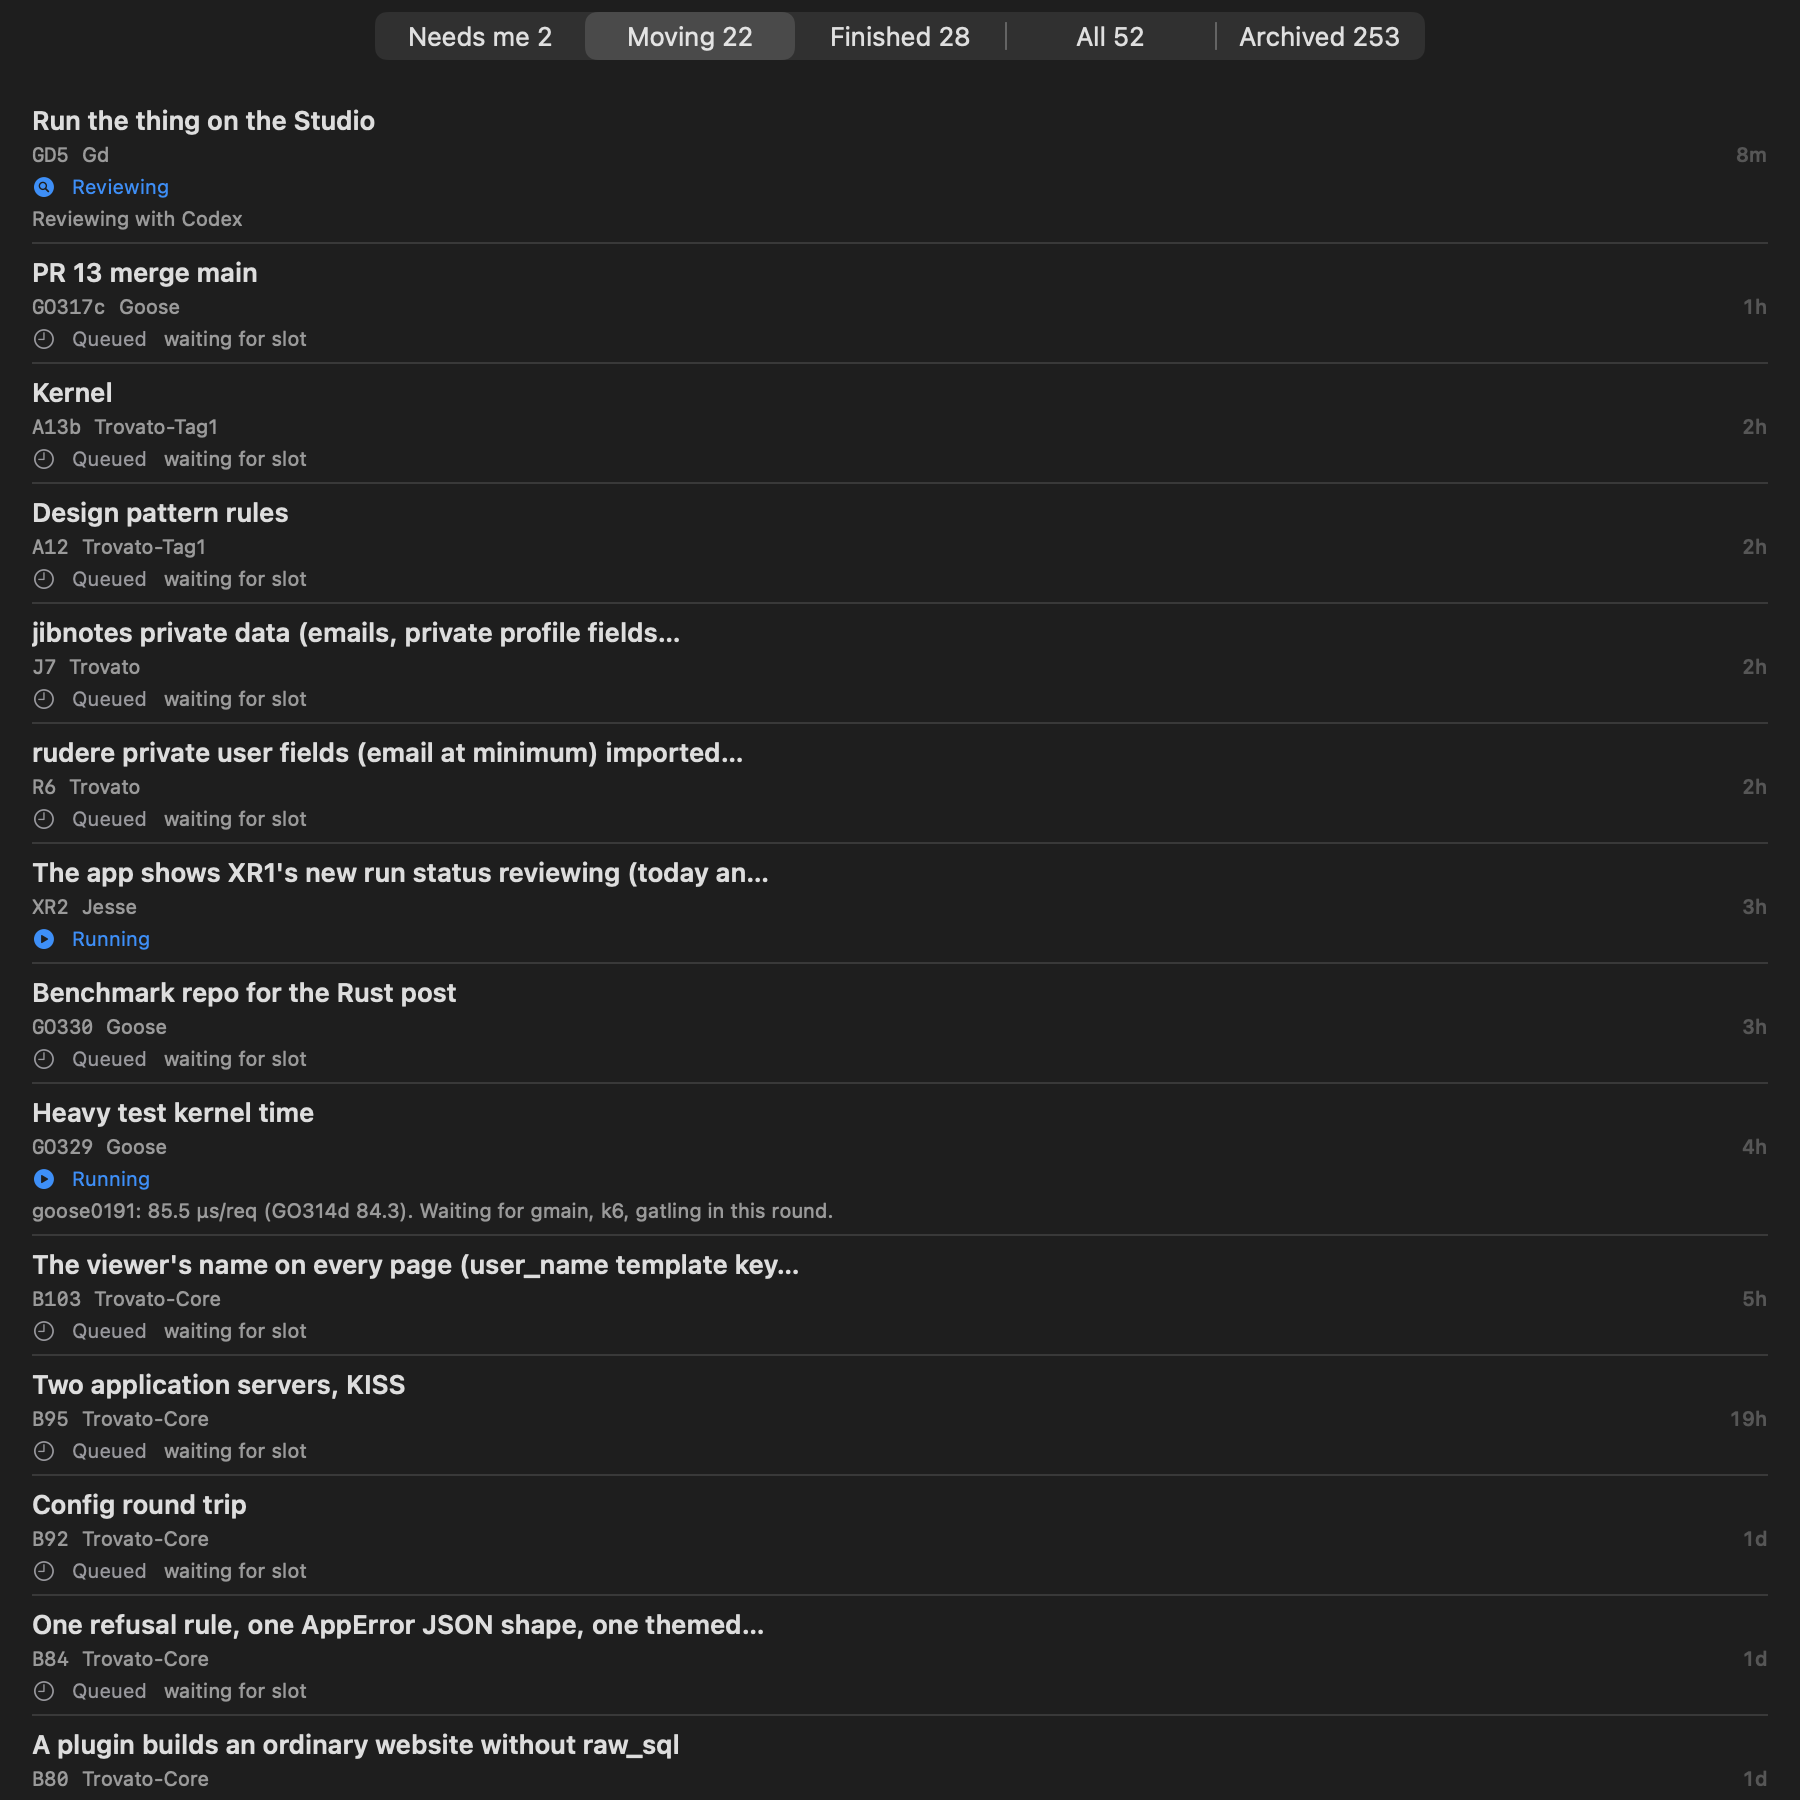 Needs me 2
Moving 22
Finished 28
All 52
Archived 253
Run the thing on the Studio
GD5 Gd
8m
Reviewing
Reviewing with Codex
PR 13 merge main
GO317c Goose
1h
Queued waiting for slot
Kernel
A13b Trovato-Tag1
2h
Queued waiting for slot
Design pattern rules
A12 Trovato-Tag1
2h
Queued waiting for slot
jibnotes private data (emails, private profile fields...
J7 Trovato
2h
Queued waiting for slot
rudere private user fields (email at minimum) imported...
R6 Trovato
2h
Queued waiting for slot
The app shows XR1's new run status reviewing (today an...
XR2 Jesse
3h
Running
Benchmark repo for the Rust post
GO330 Goose
3h
Queued waiting for slot
Heavy test kernel time
GO329 Goose
4h
Running
goose0191: 85.5 µs/req (GO314d 84.3). Waiting for gmain, k6, gatling in this round.
The viewer's name on every page (user_name template key...
B103 Trovato-Core
5h
Queued waiting for slot
Two application servers, KISS
B95 Trovato-Core
19h
Queued waiting for slot
Config round trip
B92 Trovato-Core
1d
Queued waiting for slot
One refusal rule, one AppError JSON shape, one themed...
B84 Trovato-Core
1d
Queued waiting for slot
A plugin builds an ordinary website without raw_sql
B80 Trovato-Core
1d